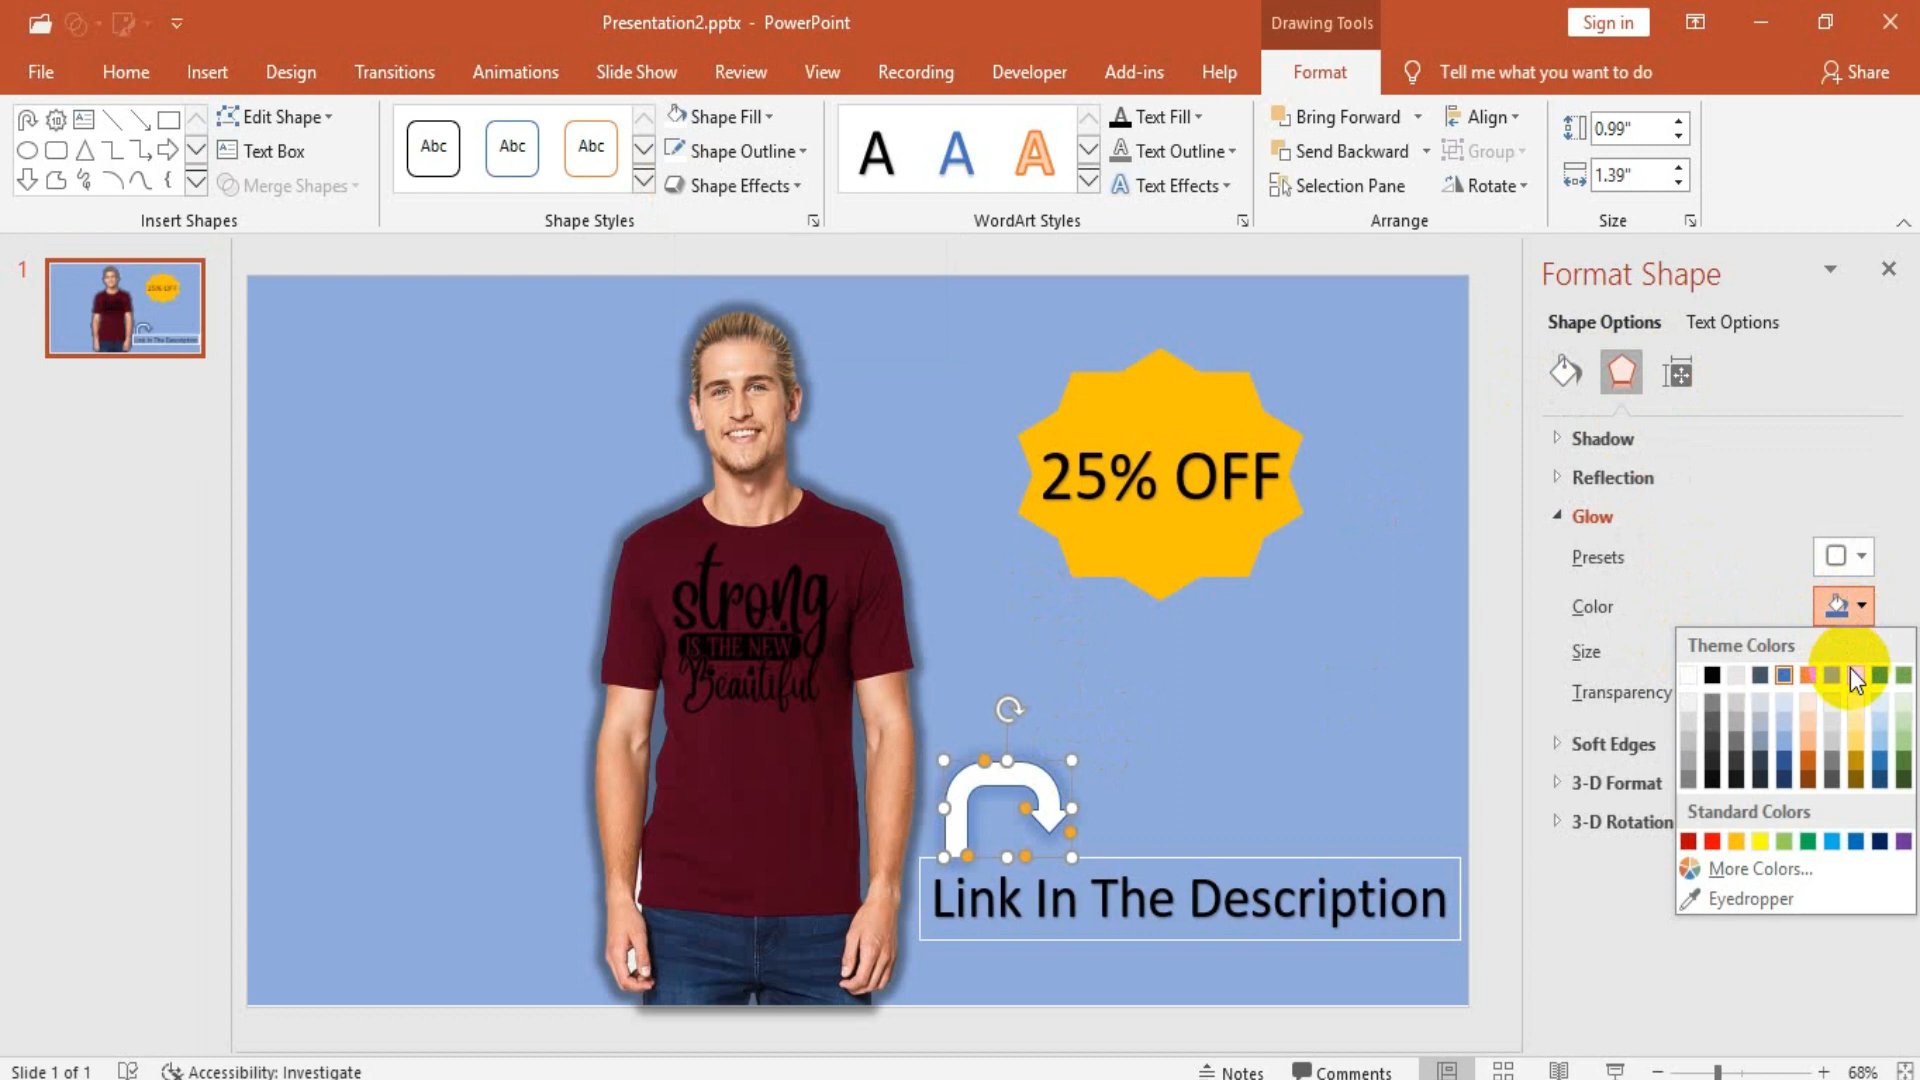 Presentation2.pptx - PowerPoint
Drawing Tools
Sign in
File Home Insert Design Transitions Animations Slide Show Review View Recording Developer Add-ins Help Format Tell me what you want to do Share
Edit Shape
Text Box
Merge Shapes
Insert Shapes
Abc Abc Abc
Shape Fill
Shape Outline
Shape Effects
Shape Styles
A A A
Text Fill
Text Outline
Text Effects
WordArt Styles
Bring Forward
Send Backward
Selection Pane
Align
Group
Rotate
Arrange
0.99"
1.39"
Size
1
25% OFF
Link In The Description
strong
IS THE NEW
Beautiful
25% OFF
Link In The Description
Format Shape
Shape Options Text Options
Shadow
Reflection
Glow
Presets
Color
Size
Transparency
Soft Edges
3-D Format
3-D Rotation
Theme Colors
Standard Colors
More Colors...
Eyedropper
Slide 1 of 1 Accessibility: Investigate Notes Comments 68%